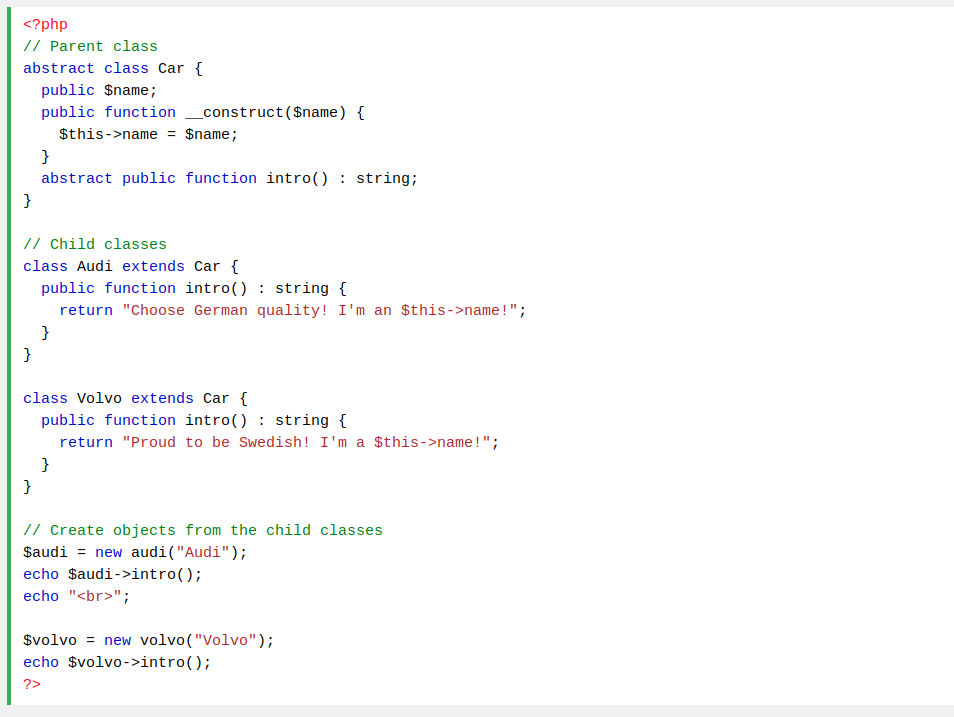 <?php
// Parent class
abstract class Car {
  public $name;
  public function __construct($name) {
    $this->name = $name;
  }
  abstract public function intro() : string;
}

// Child classes
class Audi extends Car {
  public function intro() : string {
    return "Choose German quality! I'm an $this->name!";
  }
}

class Volvo extends Car {
  public function intro() : string {
    return "Proud to be Swedish! I'm a $this->name!";
  }
}

// Create objects from the child classes
$audi = new audi("Audi");
echo $audi->intro();
echo "<br>";

$volvo = new volvo("Volvo");
echo $volvo->intro();
?>